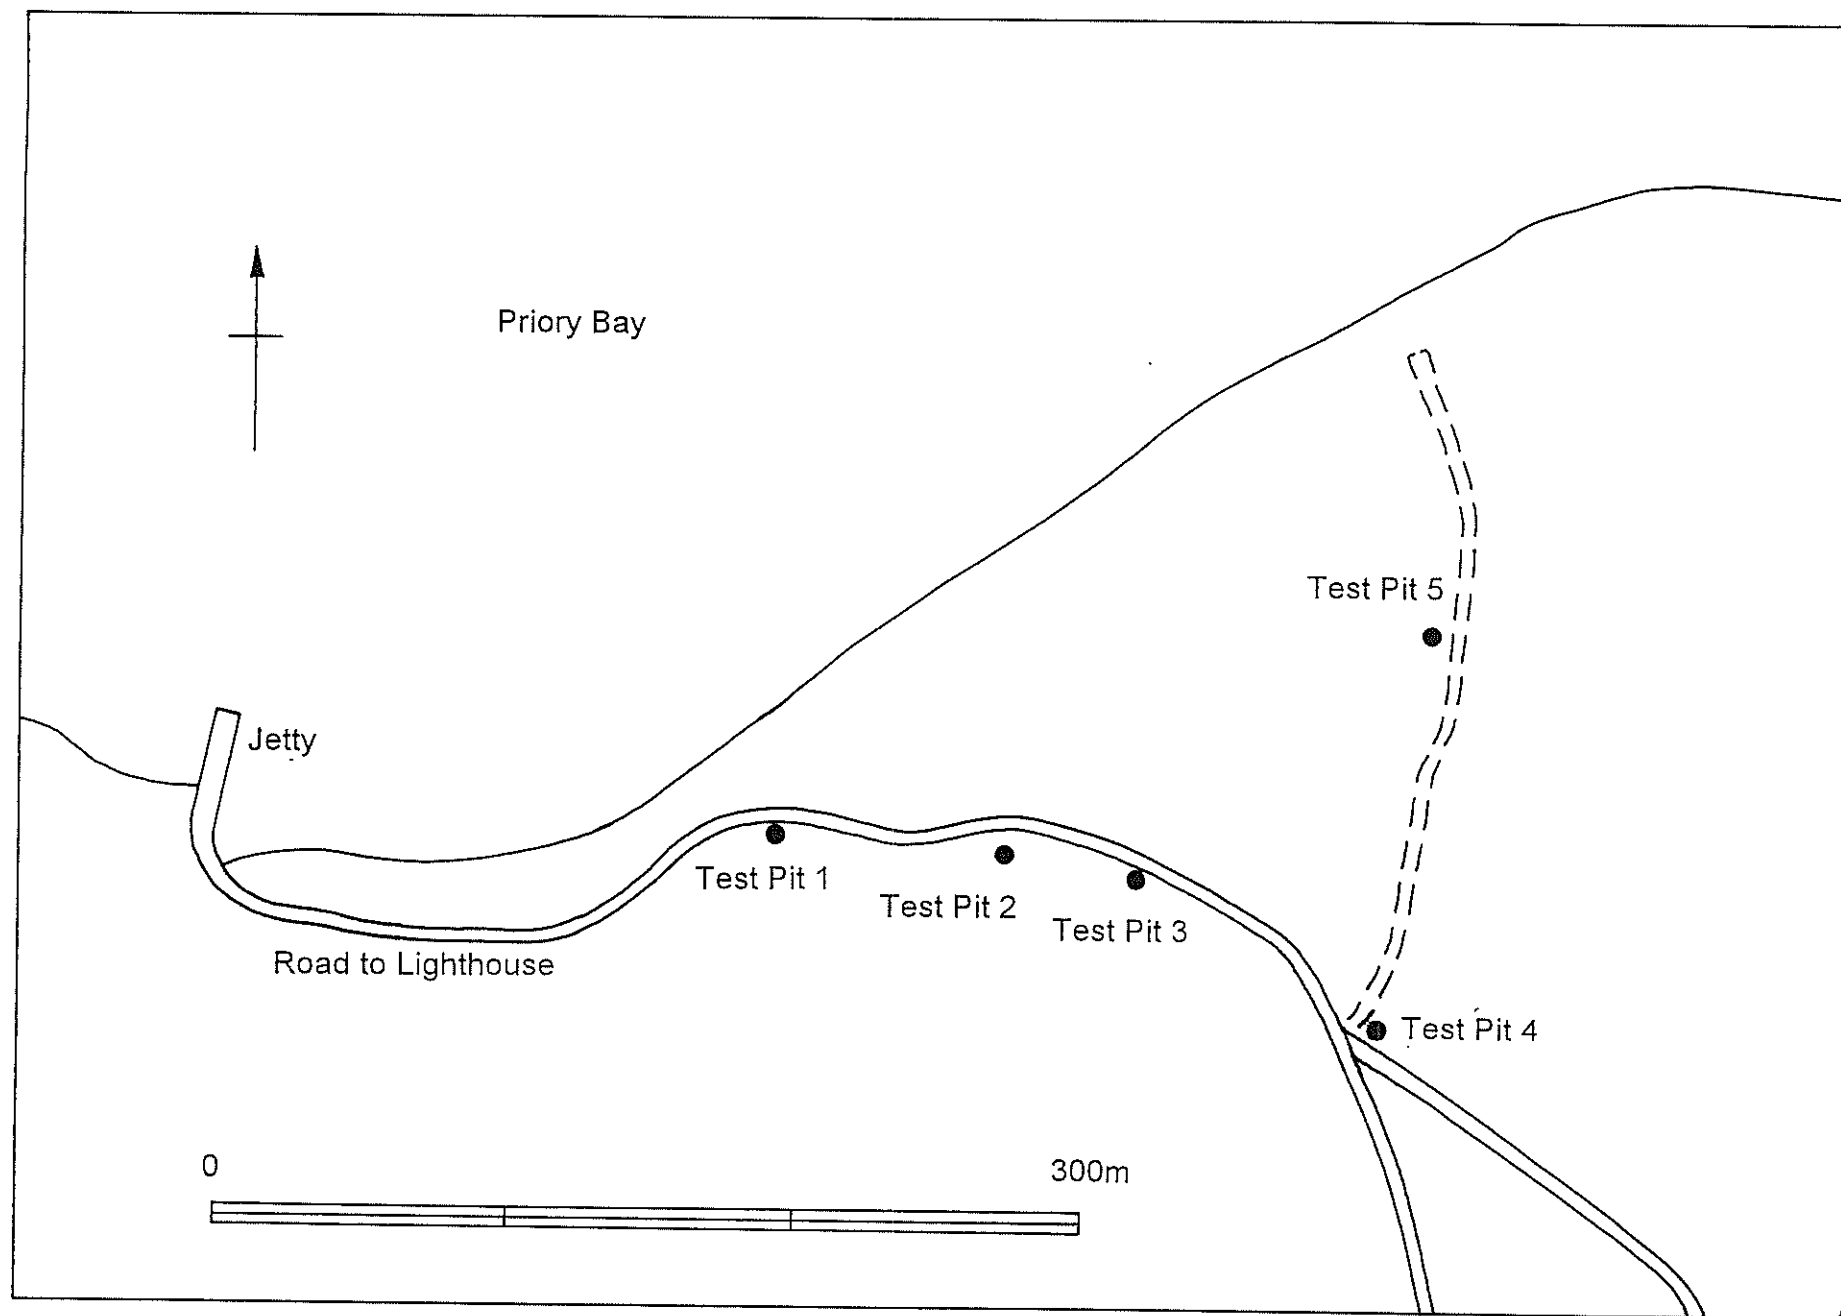 Priory Bay
Test Pit 5
Jetty
Test Pit 1
Test Pit 2
Test Pit 3
Road to Lighthouse
Test Pit 4
0
300m